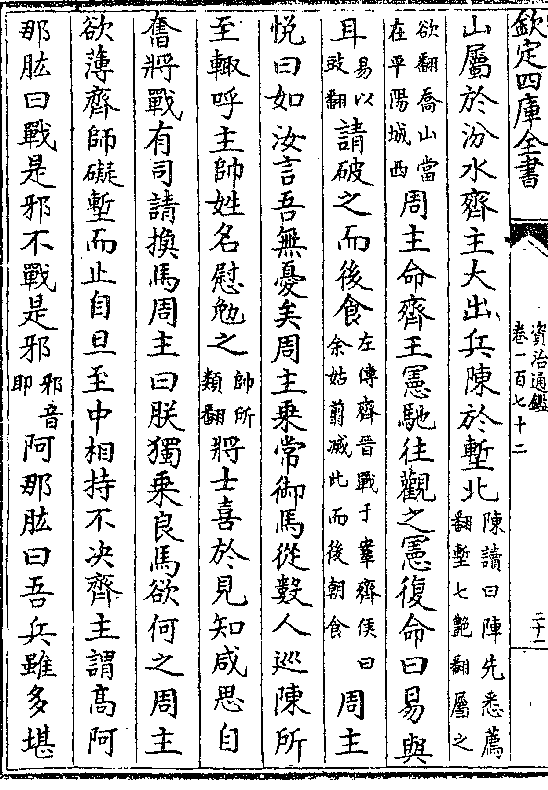 欽定四庫全書
資治通鑑
卷一百七十二
二十一
山屬於汾水齊主大出兵陳於塹北陳讀曰陣先悉薦翻塹七艷翻屬之
欲翻喬山當在平陽城西周主命齊王憲馳往觀之憲復命曰易與
耳易以豉翻請破之而後食左傳齊晉戰于鞌齊侯曰余姑翦減此而後朝食周主
悦曰如汝言吾無憂矣周主乗常御馬從數人巡陳所
至輒呼主帥姓名慰勉之帥所類翻將士喜於見知咸思自
奮將戰有司請換馬周主曰朕獨乗良馬欲何之周主
欲薄齊師礙塹而止自旦至中相持不决齊主謂高阿
那肱曰戰是邪不戰是邪邪音耶阿那肱曰吾兵雖多堪